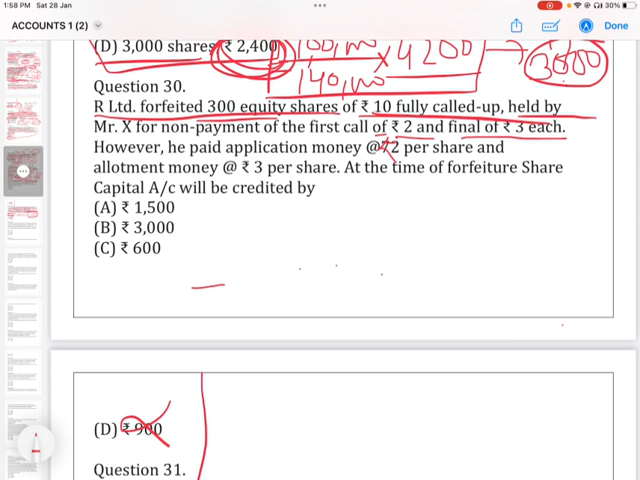 1:58 PM Sat 28 Jan
30%
ACCOUNTS 1 (2)
Done
(D) 3,000 shares; ₹ 2,400
× 4200 → 3000
140,000
Question 30.
R Ltd. forfeited 300 equity shares of ₹ 10 fully called-up, held by
Mr. X for non-payment of the first call of ₹ 2 and final of ₹ 3 each.
However, he paid application money @ ₹ 2 per share and
allotment money @ ₹ 3 per share. At the time of forfeiture Share
Capital A/c will be credited by
(A) ₹ 1,500
(B) ₹ 3,000
(C) ₹ 600
(D) ₹ 900
Question 31.